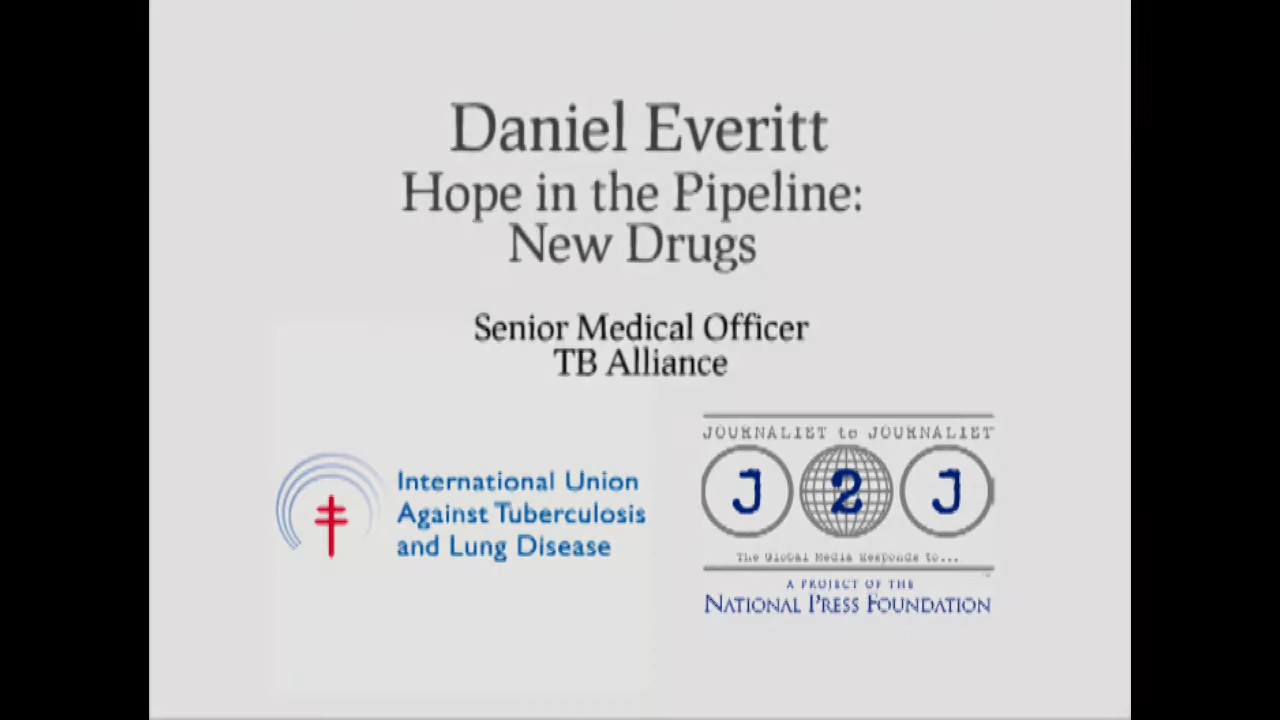 Daniel Everitt
Hope in the Pipeline:
New Drugs
Senior Medical Officer
TB Alliance
International Union
Against Tuberculosis
and Lung Disease
JOURNALIST to JOURNALIST
J 2 J
The Global Media Responds to...
A PROJECT OF THE
NATIONAL PRESS FOUNDATION